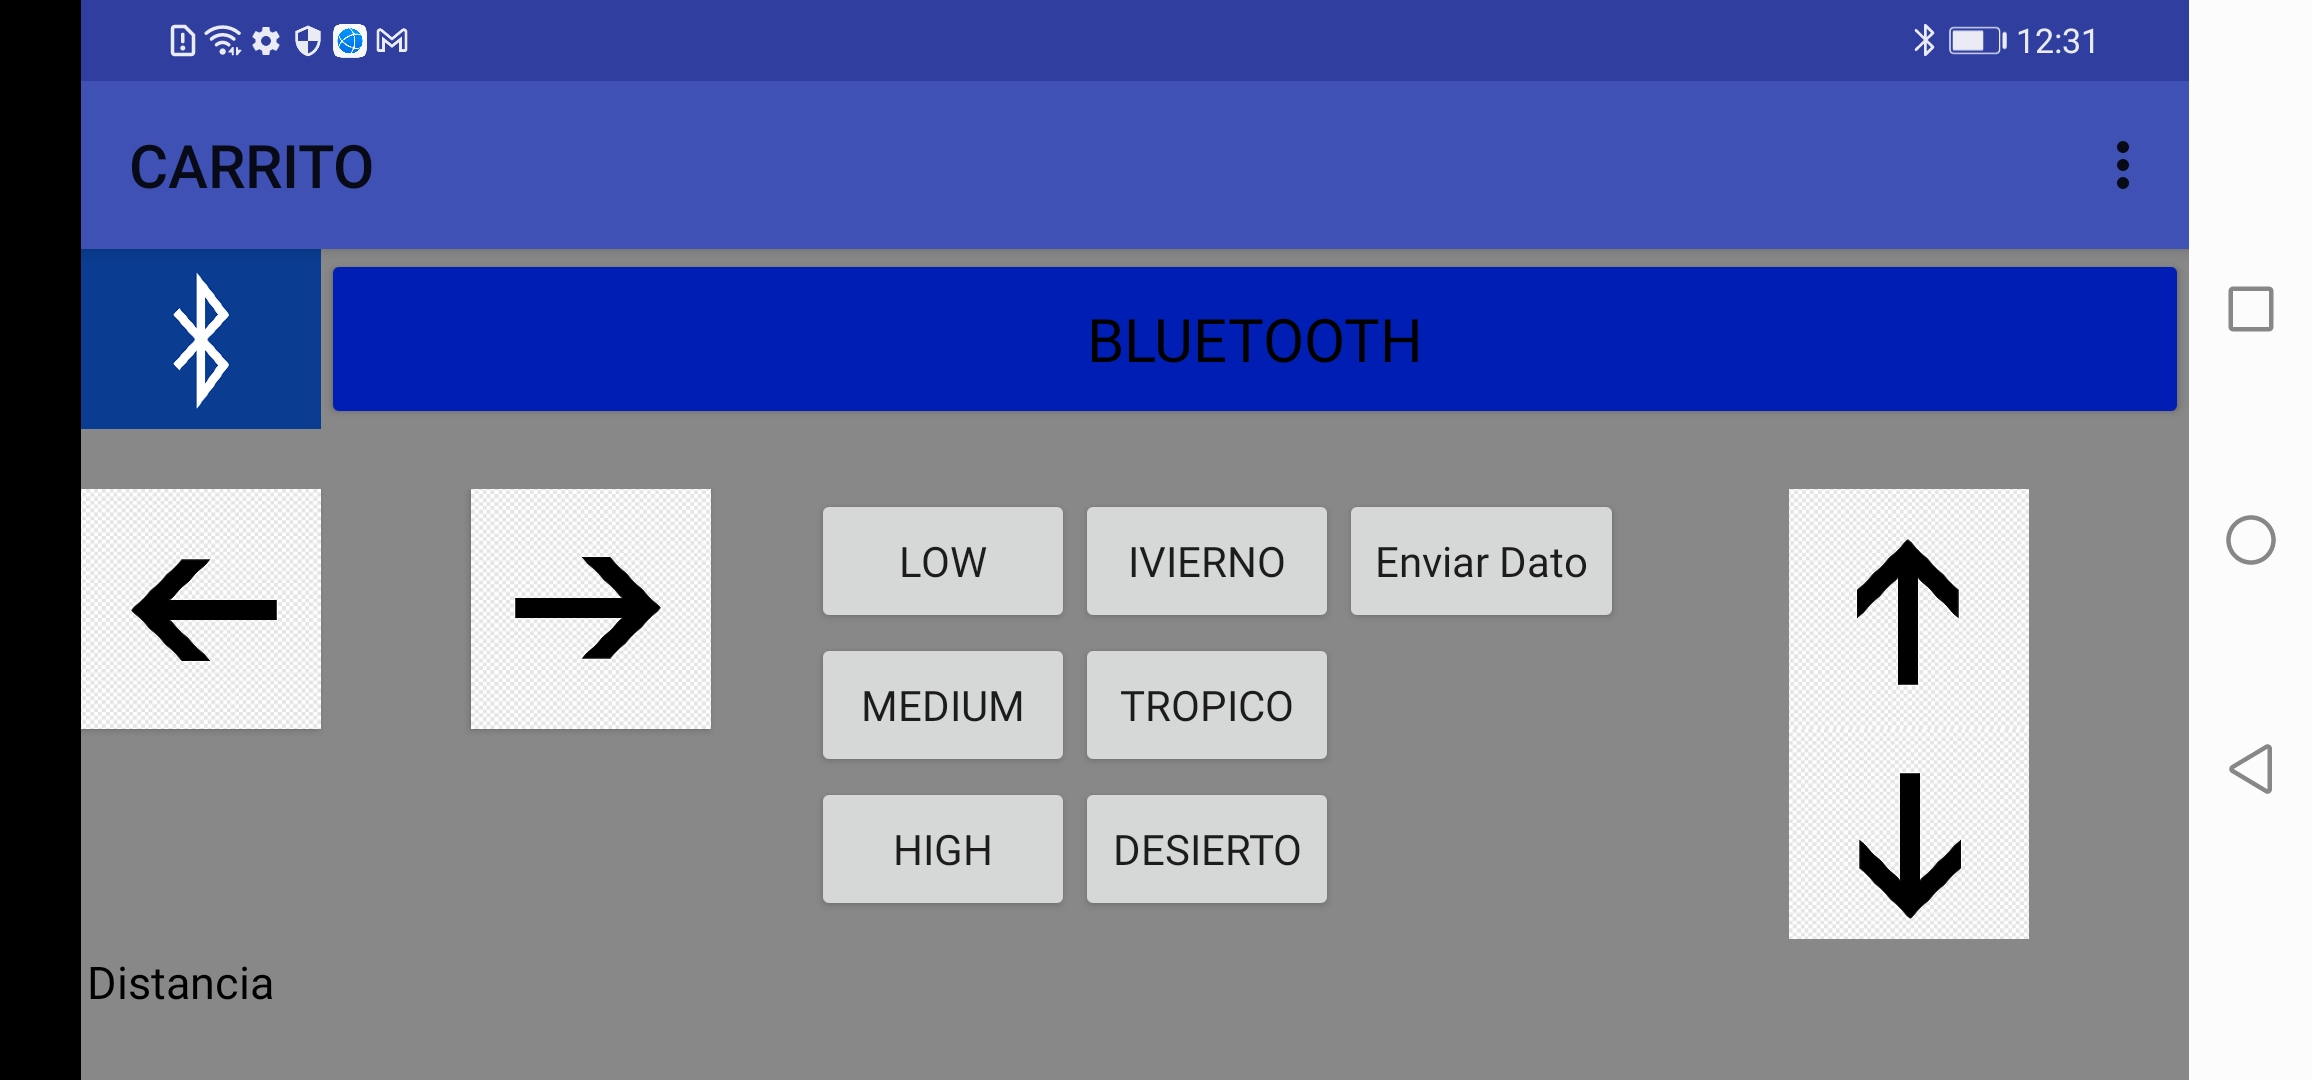 12:31
CARRITO
BLUETOOTH
LOW IVIERNO Enviar Dato
MEDIUM TROPICO
HIGH DESIERTO
Distancia